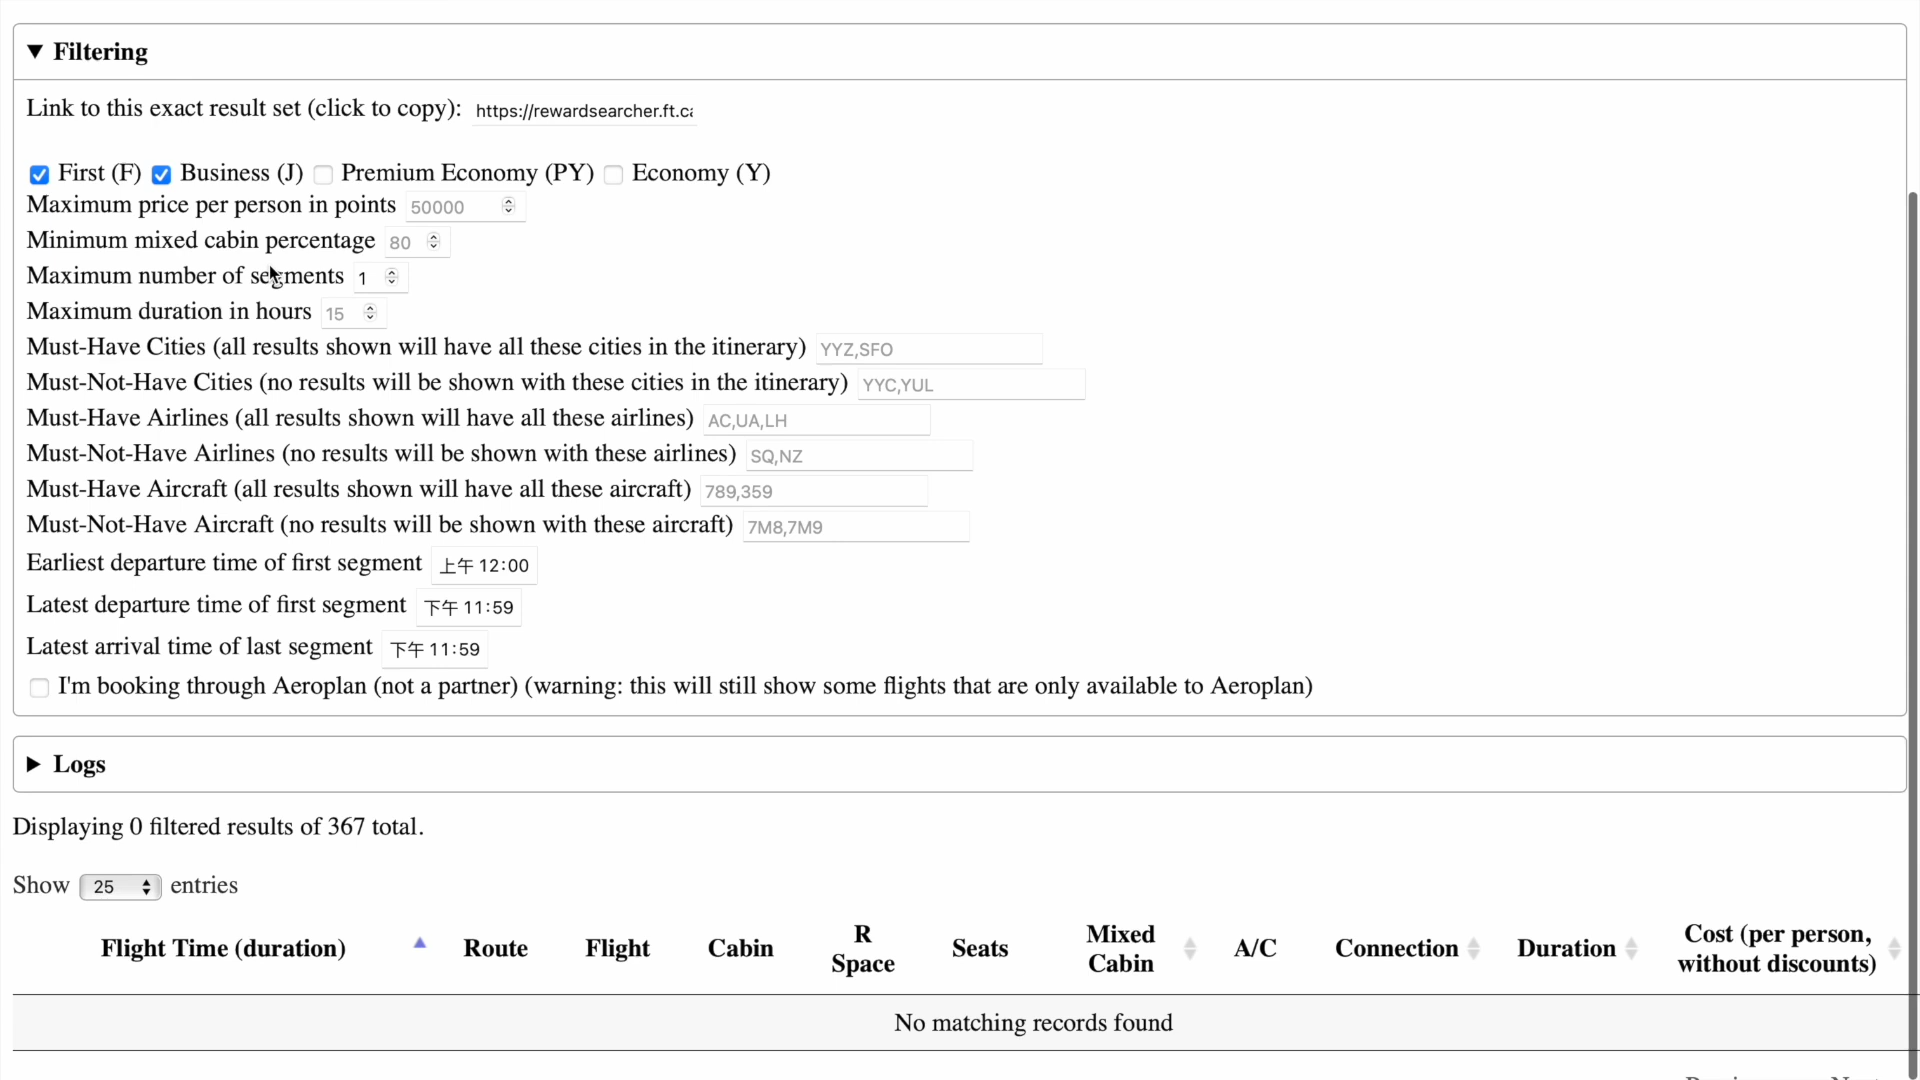 ▼ Filtering
Link to this exact result set (click to copy): https://rewardsearcher.ft.ca
First (F) Business (J) Premium Economy (PY) Economy (Y)
Maximum price per person in points 50000
Minimum mixed cabin percentage 80
Maximum number of segments 1
Maximum duration in hours 15
Must-Have Cities (all results shown will have all these cities in the itinerary) YYZ,SFO
Must-Not-Have Cities (no results will be shown with these cities in the itinerary) YYC,YUL
Must-Have Airlines (all results shown will have all these airlines) AC,UA,LH
Must-Not-Have Airlines (no results will be shown with these airlines) SQ,NZ
Must-Have Aircraft (all results shown will have all these aircraft) 789,359
Must-Not-Have Aircraft (no results will be shown with these aircraft) 7M8,7M9
Earliest departure time of first segment 上午 12:00
Latest departure time of first segment 下午 11:59
Latest arrival time of last segment 下午 11:59
I'm booking through Aeroplan (not a partner) (warning: this will still show some flights that are only available to Aeroplan)
▶ Logs
Displaying 0 filtered results of 367 total.
Show 25 entries
Flight Time (duration) Route Flight Cabin R Space Seats Mixed Cabin A/C Connection Duration Cost (per person, without discounts)
No matching records found